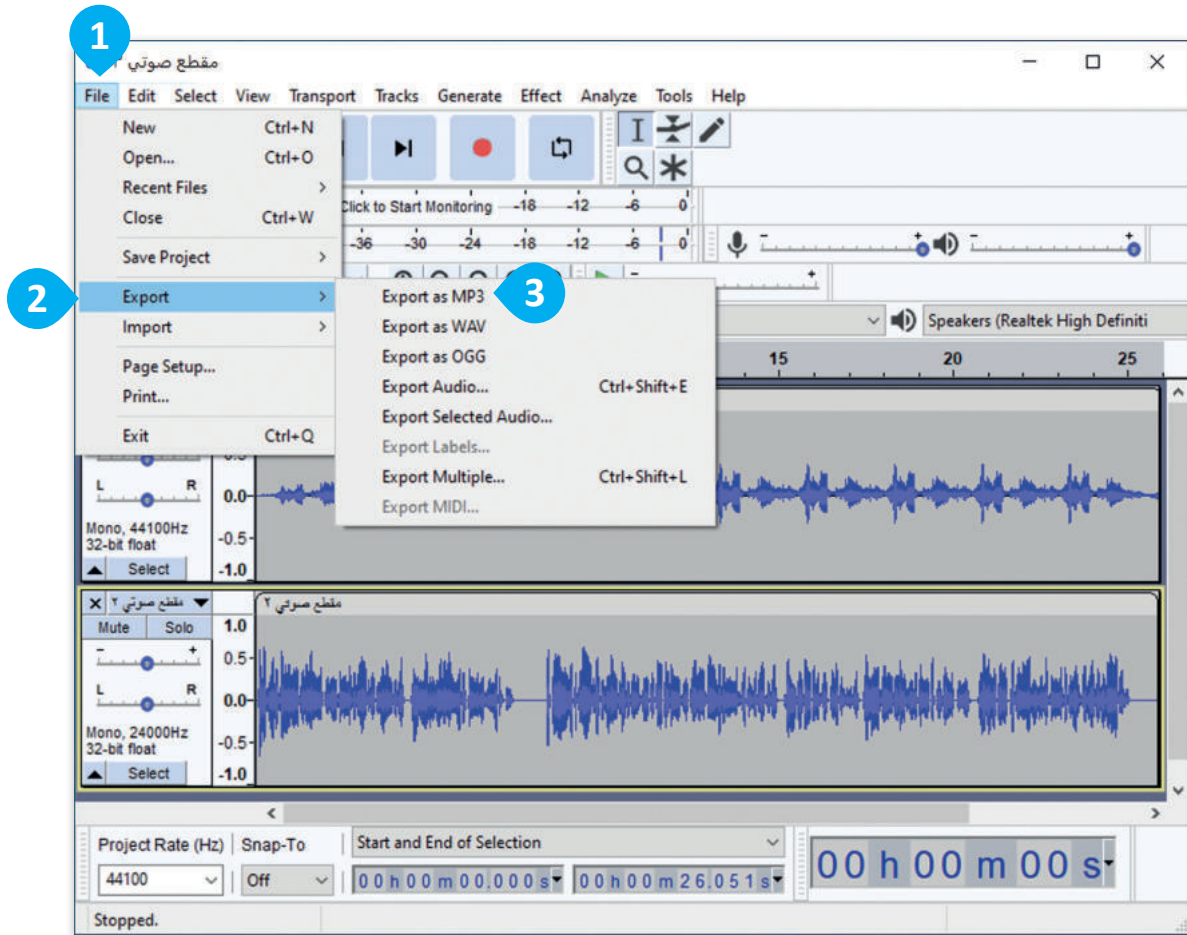 1
مقطع صوتي
File Edit Select View Transport Tracks Generate Effect Analyze Tools Help
New Ctrl+N
Open... Ctrl+O
Recent Files >
Close Ctrl+W
Save Project >
2
Export >
Import >
Page Setup...
Print...
Exit Ctrl+Q
Click to Start Monitoring -18 -12 -6 0
-36 -30 -24 -18 -12 -6 0
Export as MP3
3
Export as WAV
Export as OGG
Export Audio... Ctrl+Shift+E
Export Selected Audio...
Export Labels...
Export Multiple... Ctrl+Shift+L
Export MIDI...
Speakers (Realtek High Definiti
15 20 25
L R
0.0
Mono, 44100Hz
32-bit float
-0.5
Select
-1.0
مقطع صوتي ٢
مقطع صوتي ٢
Mute Solo
1.0
- +
0.5
L R
0.0
Mono, 24000Hz
32-bit float
-0.5
Select
-1.0
Project Rate (Hz) Snap-To Start and End of Selection
44100 Off 00 h 00 m 00.000 s 00 h 00 m 26.051 s
00 h 00 m 00 s
Stopped.